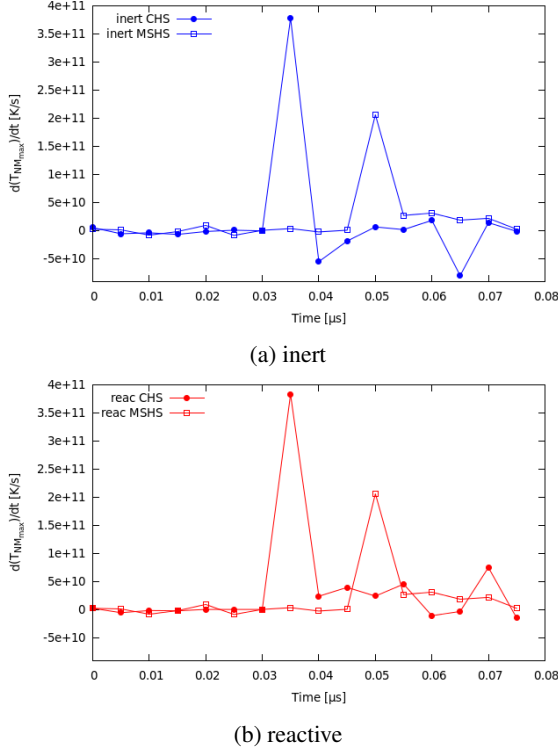 inert CHS
inert MSHS
4e+11
3.5e+11
3e+11
2.5e+11
2e+11
1.5e+11
1e+11
5e+10
0
-5e+10
d(T_NM_max)/dt [K/s]
0 0.01 0.02 0.03 0.04 0.05 0.06 0.07 0.08
Time [µs]
(a) inert
reac CHS
reac MSHS
4e+11
3.5e+11
3e+11
2.5e+11
2e+11
1.5e+11
1e+11
5e+10
0
-5e+10
d(T_NM_max)/dt [K/s]
0 0.01 0.02 0.03 0.04 0.05 0.06 0.07 0.08
Time [µs]
(b) reactive